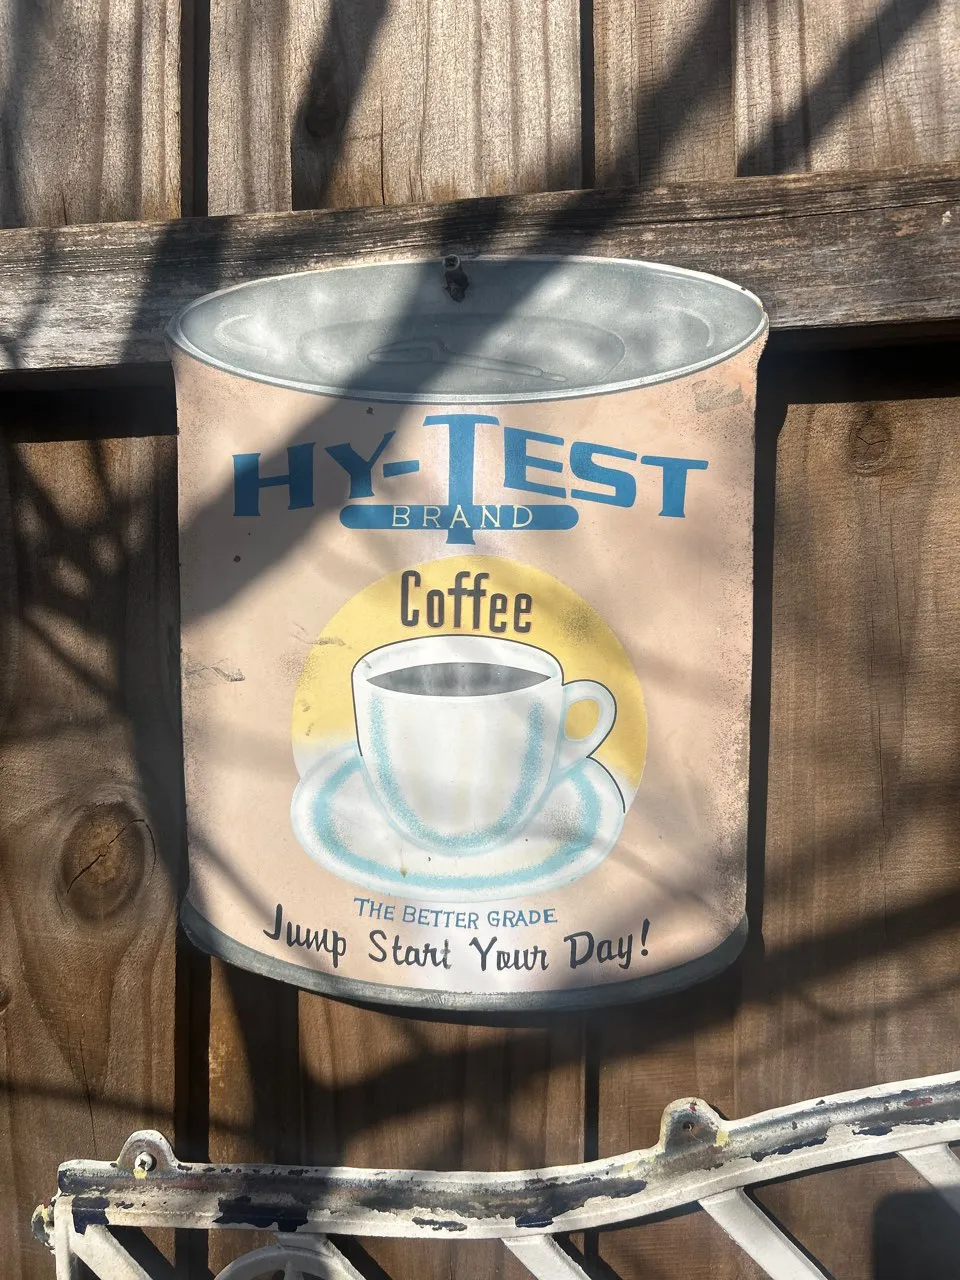 HY-TEST
BRAND
Coffee
THE BETTER GRADE
Jump Start Your Day!